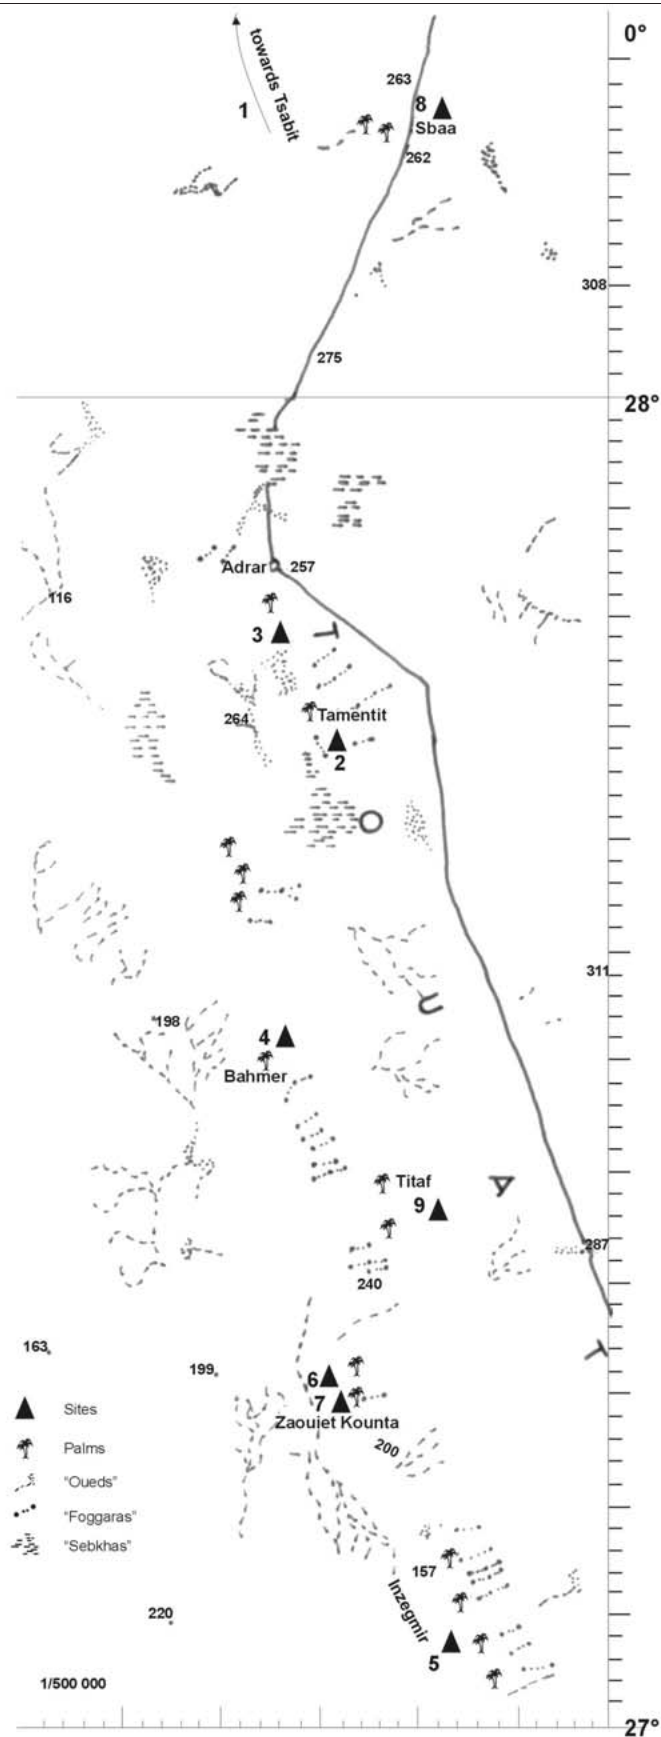 0°
towards Tsabit
263
1
8
Sbaa
262
308
275
28°
Adrar
257
116
3
T
264
Tamentit
2
O
311
U
198
4
Bahmer
Titaf
A
9
287
240
163
T
199
6
7
Sites
Zaouiet Kounta
Palms
200
"Oueds"
"Foggaras"
"Sebkhas"
157
Inzegmir
220
5
1/500 000
27°